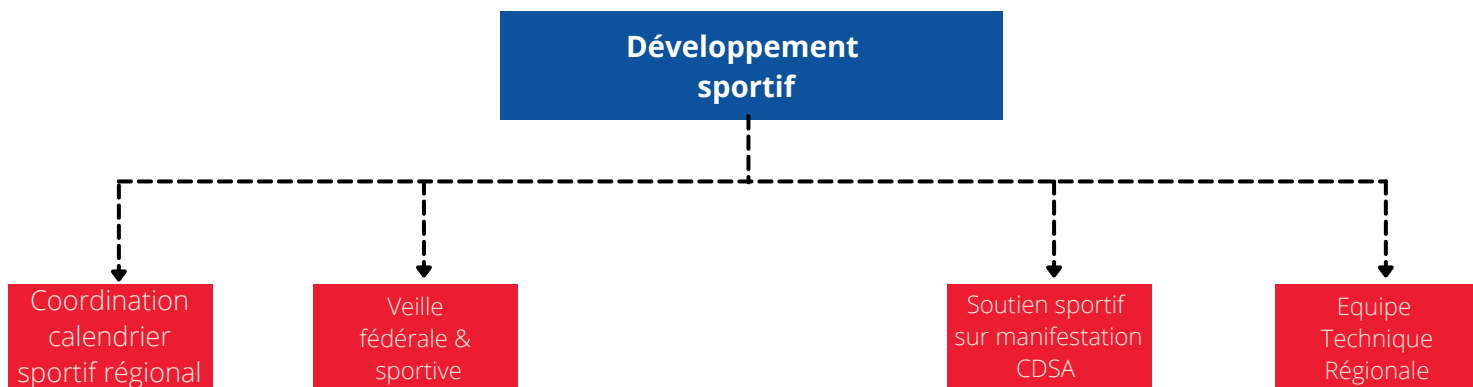 Développement
sportif
Coordination
calendrier
sportif régional
Veille
fédérale &
sportive
Soutien sportif
sur manifestation
CDSA
Equipe
Technique
Régionale